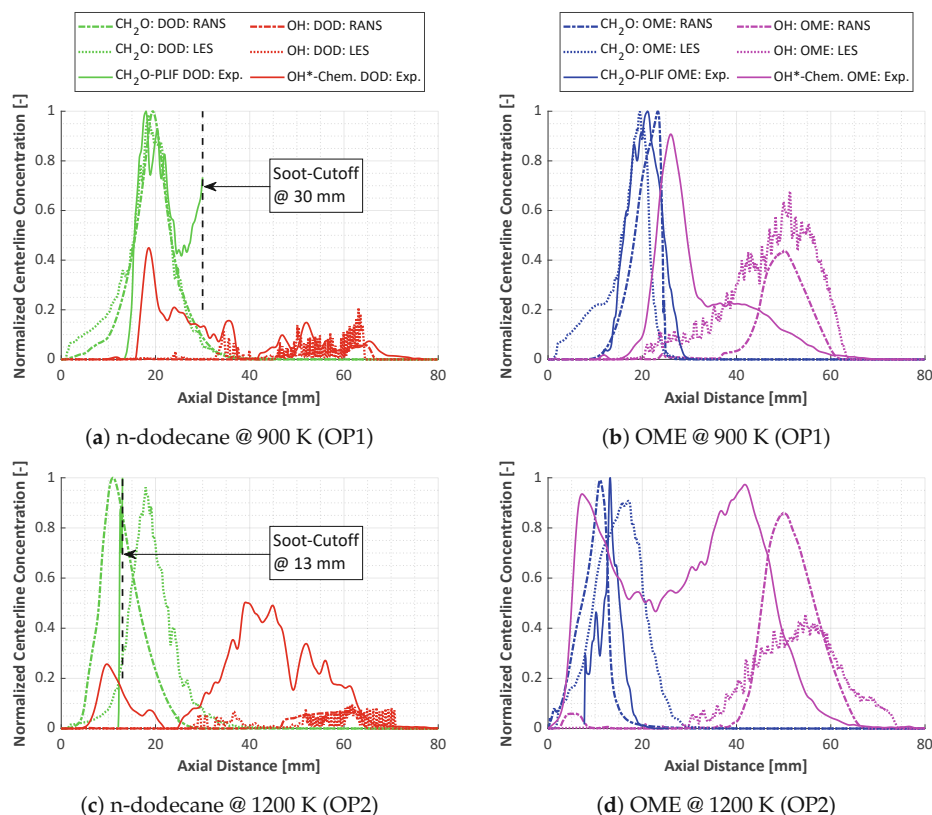 CH2O: DOD: RANS
OH: DOD: RANS
CH2O: DOD: LES
OH: DOD: LES
CH2O-PLIF DOD: Exp.
OH*-Chem. DOD: Exp.
CH2O: OME: RANS
OH: OME: RANS
CH2O: OME: LES
OH: OME: LES
CH2O-PLIF OME: Exp.
OH*-Chem. OME: Exp.
Normalized Centerline Concentration [-]
1
0.8
0.6
0.4
0.2
0
Soot-Cutoff
@ 30 mm
0 20 40 60 80
Axial Distance [mm]
(a) n-dodecane @ 900 K (OP1)
Normalized Centerline Concentration [-]
1
0.8
0.6
0.4
0.2
0
0 20 40 60 80
Axial Distance [mm]
(b) OME @ 900 K (OP1)
Normalized Centerline Concentration [-]
1
0.8
0.6
0.4
0.2
0
Soot-Cutoff
@ 13 mm
0 20 40 60 80
Axial Distance [mm]
(c) n-dodecane @ 1200 K (OP2)
Normalized Centerline Concentration [-]
1
0.8
0.6
0.4
0.2
0
0 20 40 60 80
Axial Distance [mm]
(d) OME @ 1200 K (OP2)